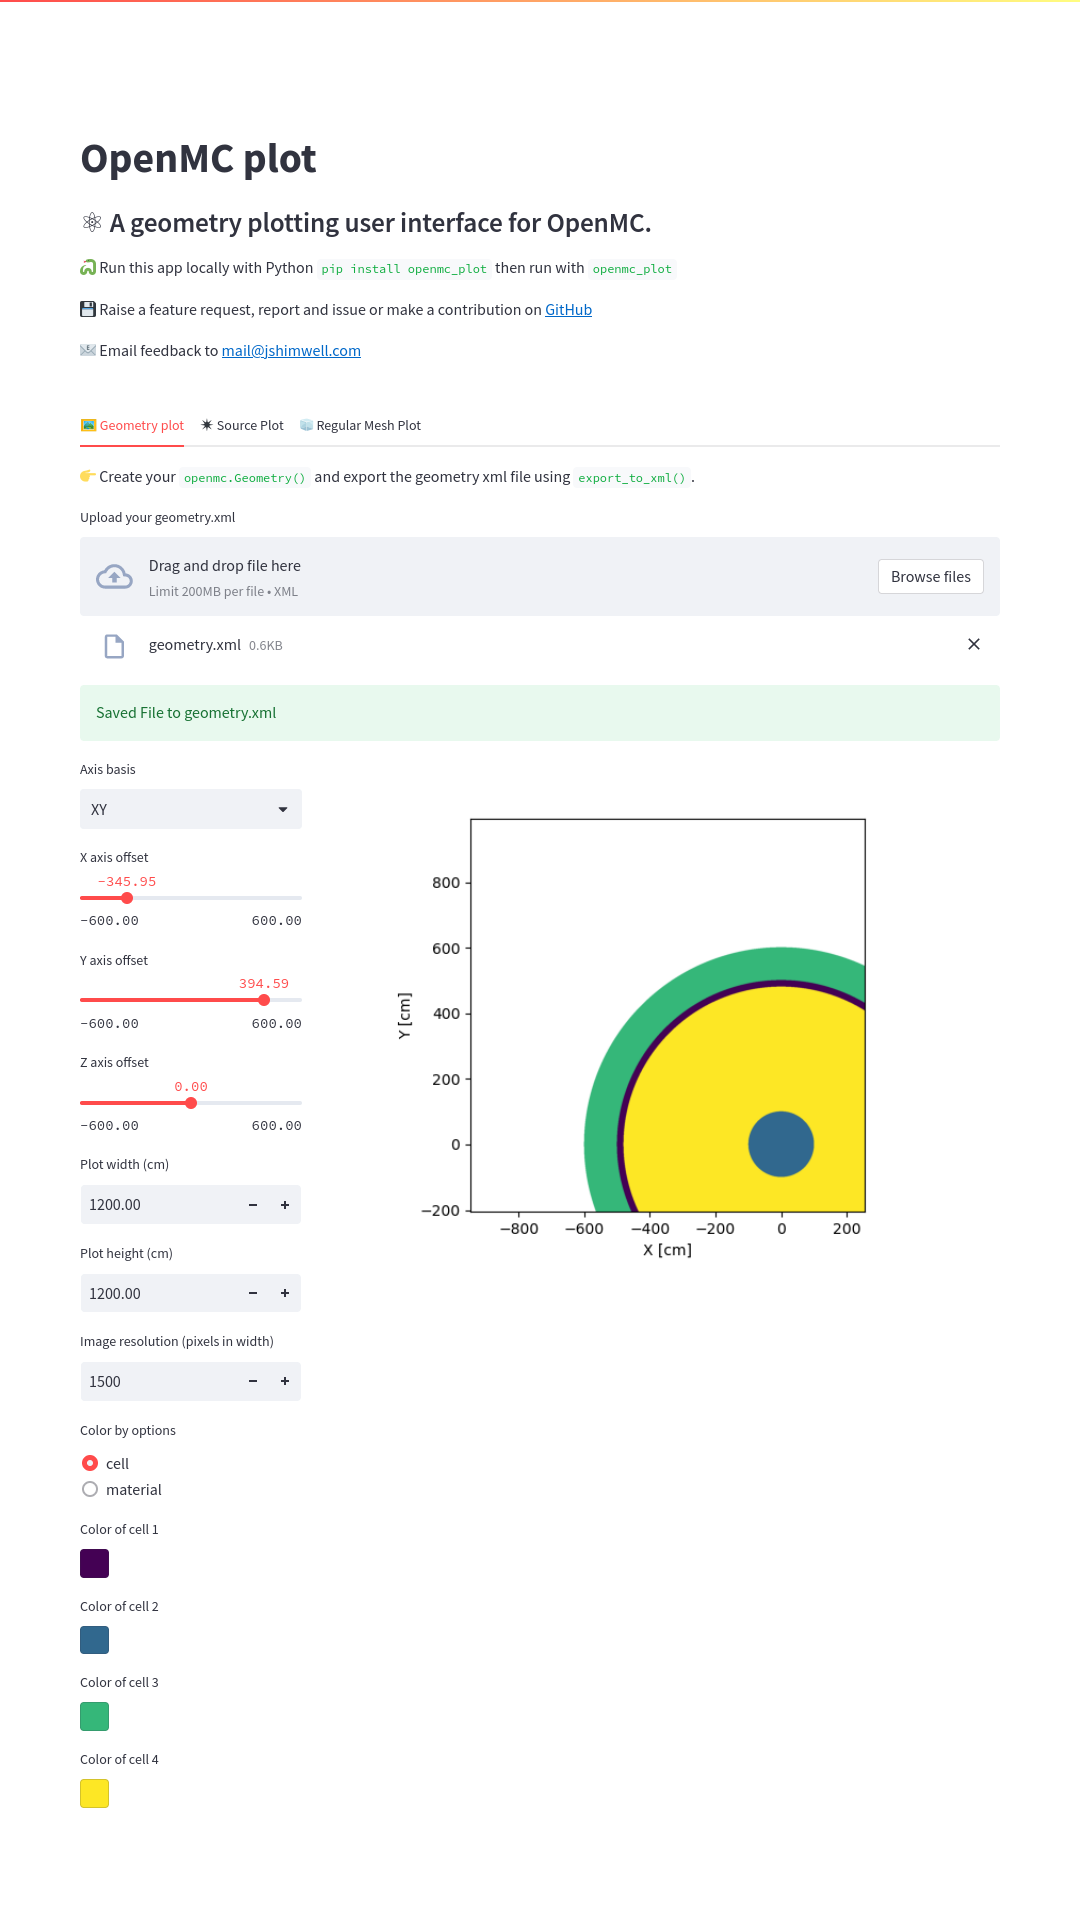 OpenMC plot
⚛ A geometry plotting user interface for OpenMC.
🐍 Run this app locally with Python pip install openmc_plot then run with openmc_plot
💾 Raise a feature request, report and issue or make a contribution on GitHub
📧 Email feedback to mail@jshimwell.com
🖼️ Geometry plot ✴ Source Plot 🧊 Regular Mesh Plot
👉 Create your openmc.Geometry() and export the geometry xml file using export_to_xml() .
Upload your geometry.xml
Drag and drop file here
Limit 200MB per file • XML
Browse files
geometry.xml 0.6KB
Saved File to geometry.xml
Axis basis
XY
X axis offset
-345.95
-600.00 600.00
Y axis offset
394.59
-600.00 600.00
Z axis offset
0.00
-600.00 600.00
Plot width (cm)
1200.00 − +
Plot height (cm)
1200.00 − +
Image resolution (pixels in width)
1500 − +
Color by options
cell
material
Color of cell 1
Color of cell 2
Color of cell 3
Color of cell 4
Y [cm]
800
600
400
200
0
−200
−800 −600 −400 −200 0 200
X [cm]